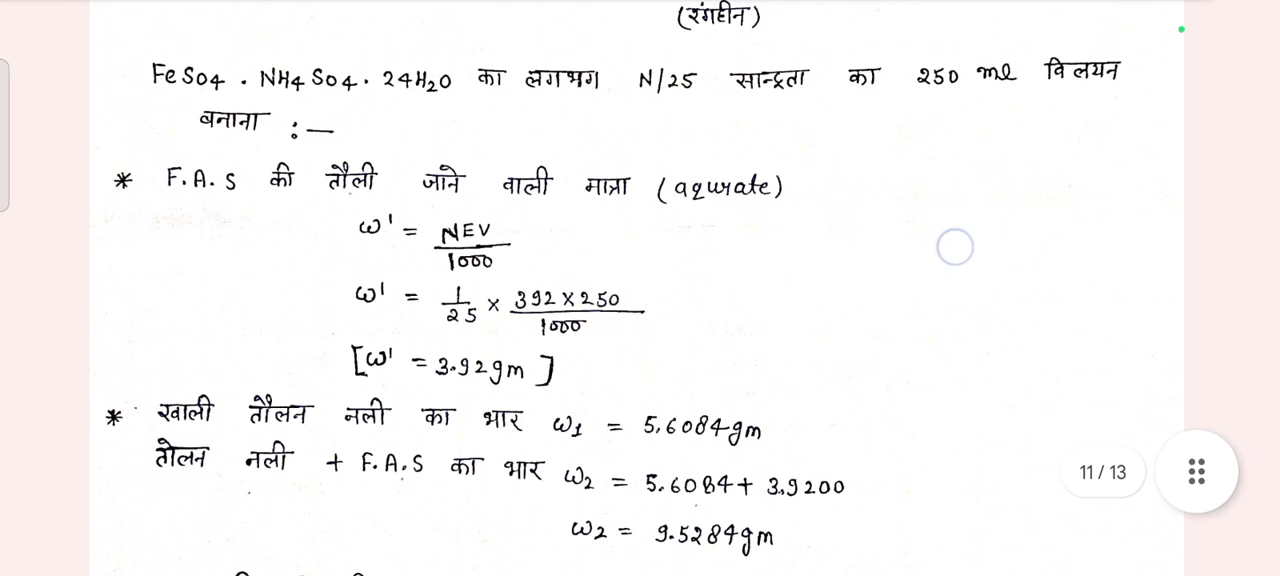 (रंगहीन)
FeSO4 . NH4SO4. 24H2O का लगभग N/25 सान्द्रता का 250 ml विलयन
बनाना :—
* F.A.S की तौली जाने वाली मात्रा (aqurate)
ω' = NEV/1000
ω' = 1/25 × 392×250/1000
[ω' = 3.92gm]
* खाली तौलन नली का भार ω1 = 5.6084gm
तोलन नली + F.A.S का भार ω2 = 5.6084+ 3.9200
ω2 = 9.5284gm
11 / 13